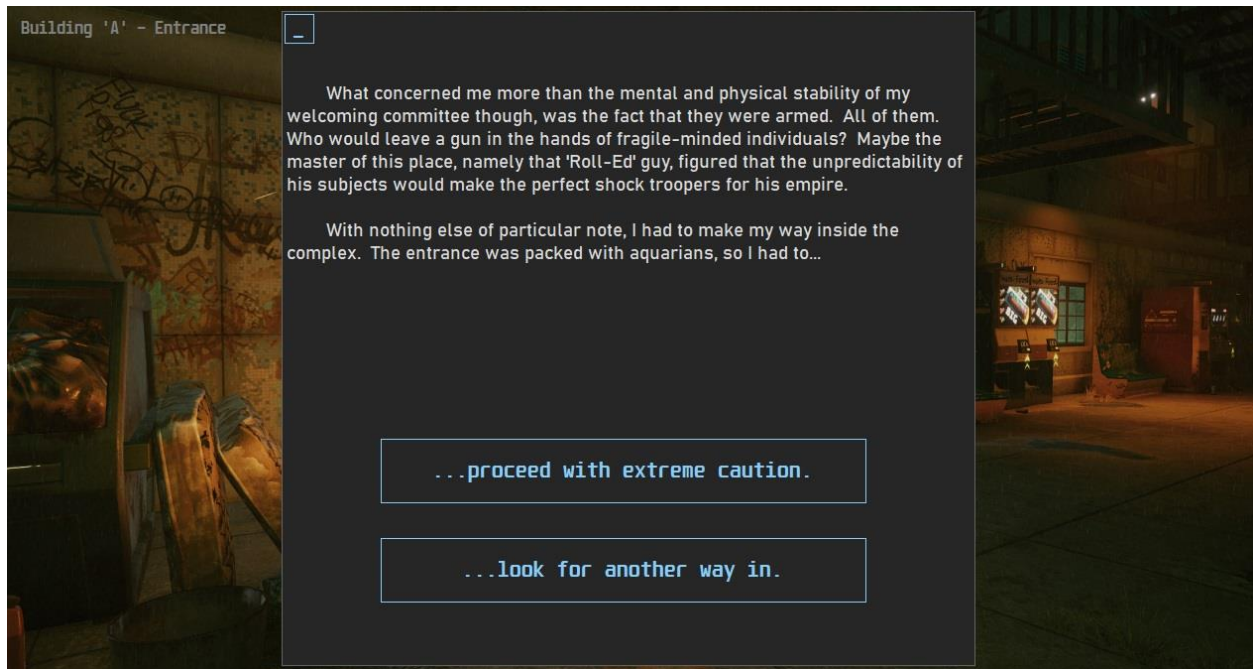 Building 'A' - Entrance
_
What concerned me more than the mental and physical stability of my
welcoming committee though, was the fact that they were armed.  All of them.
Who would leave a gun in the hands of fragile-minded individuals?  Maybe the
master of this place, namely that 'Roll-Ed' guy, figured that the unpredictability of
his subjects would make the perfect shock troopers for his empire.
With nothing else of particular note, I had to make my way inside the
complex.  The entrance was packed with aquarians, so I had to...
...proceed with extreme caution.
...look for another way in.
BIG
BIG